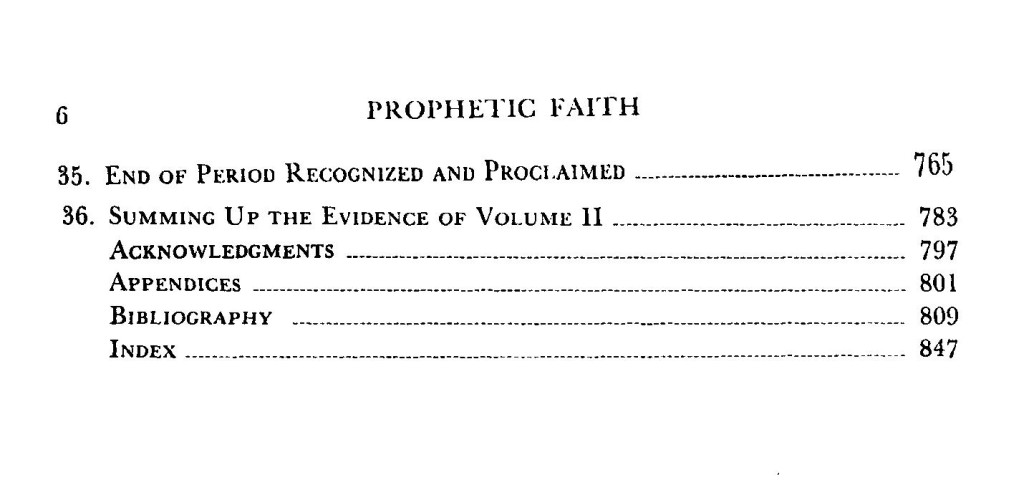 6 PROPHETIC FAITH
35. END OF PERIOD RECOGNIZED AND PROCLAIMED 765
36. SUMMING UP THE EVIDENCE OF VOLUME II 783
ACKNOWLEDGMENTS 797
APPENDICES 801
BIBLIOGRAPHY 809
INDEX 847